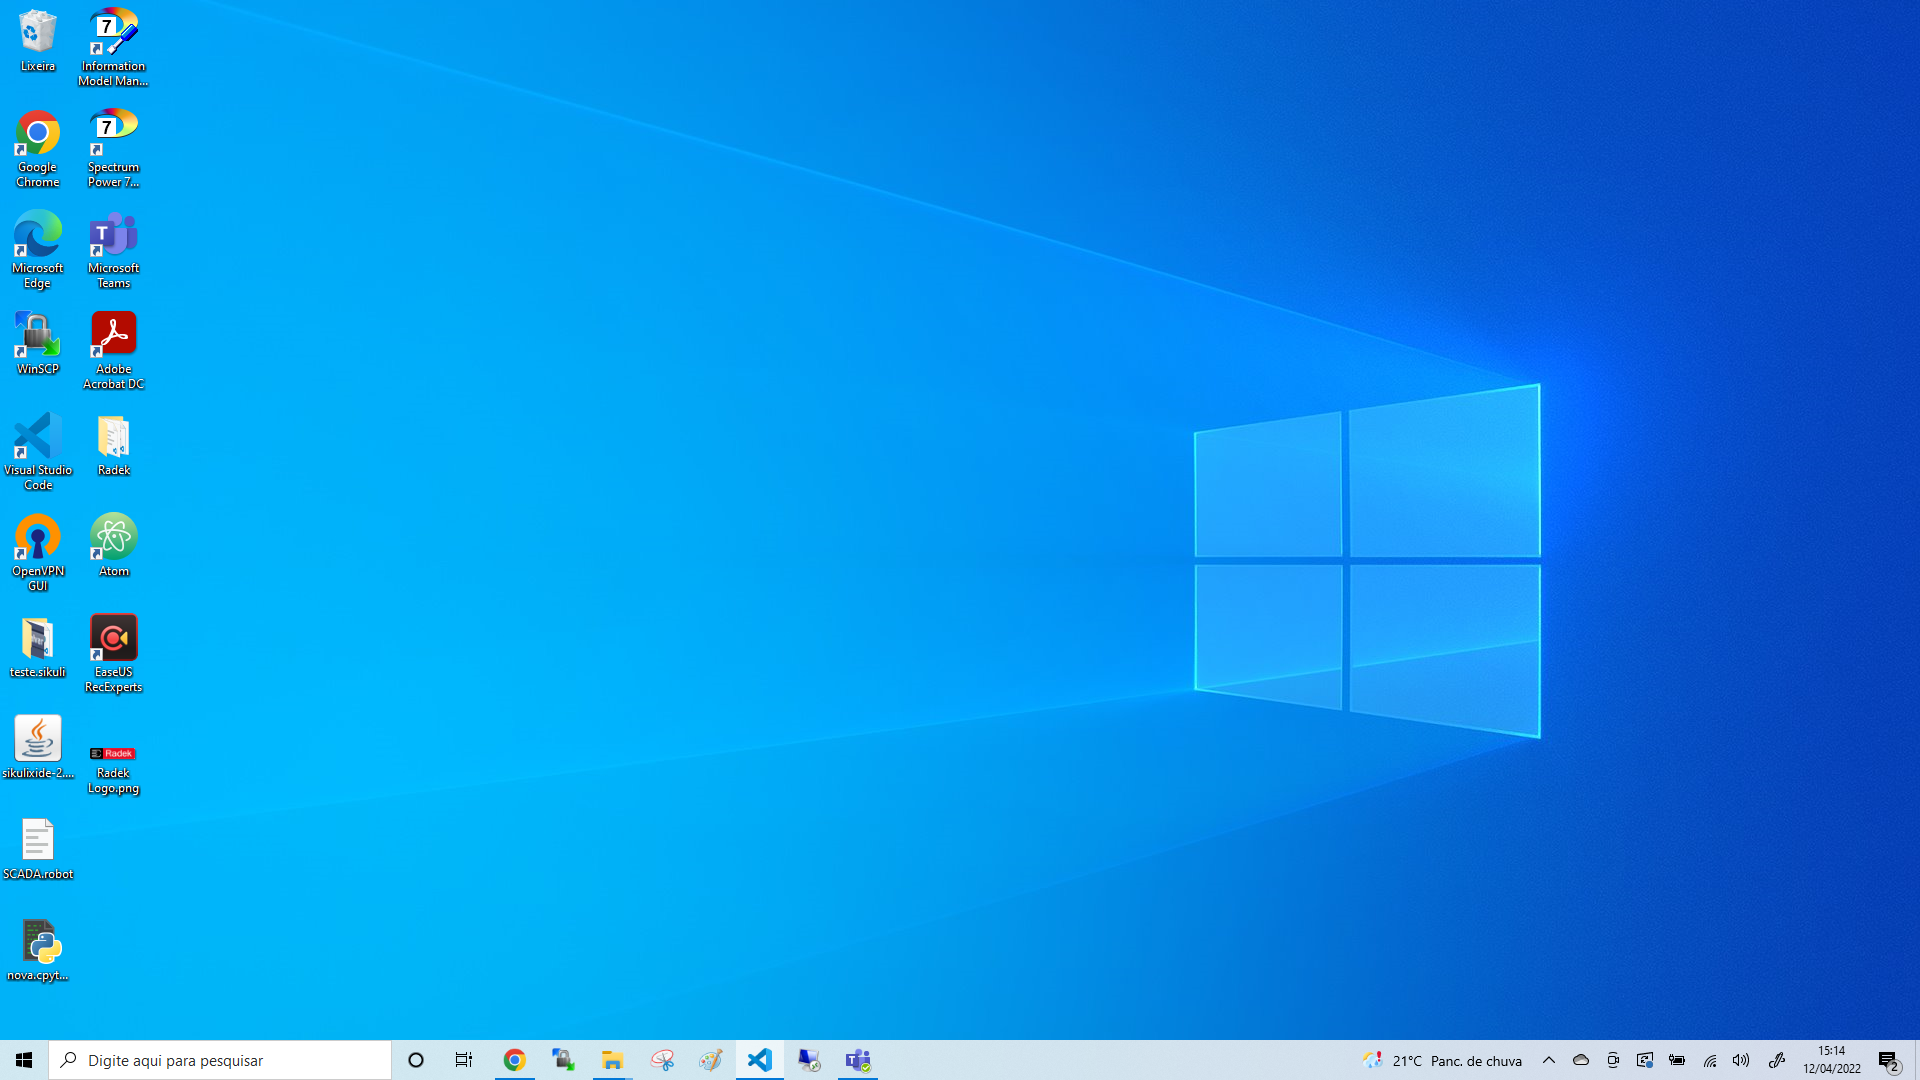 Lixeira
7
Information
Model Man...
Google
Chrome
7
Spectrum
Power 7...
Microsoft
Edge
T
Microsoft
Teams
WinSCP
Adobe
Acrobat DC
Visual Studio
Code
Radek
OpenVPN
GUI
Atom
teste.sikuli
EaseUS
RecExperts
sikulixide-2....
Radek
Radek
Logo.png
SCADA.robot
nova.cpyt...
Digite aqui para pesquisar
21°C Panc. de chuva
15:14
12/04/2022
2